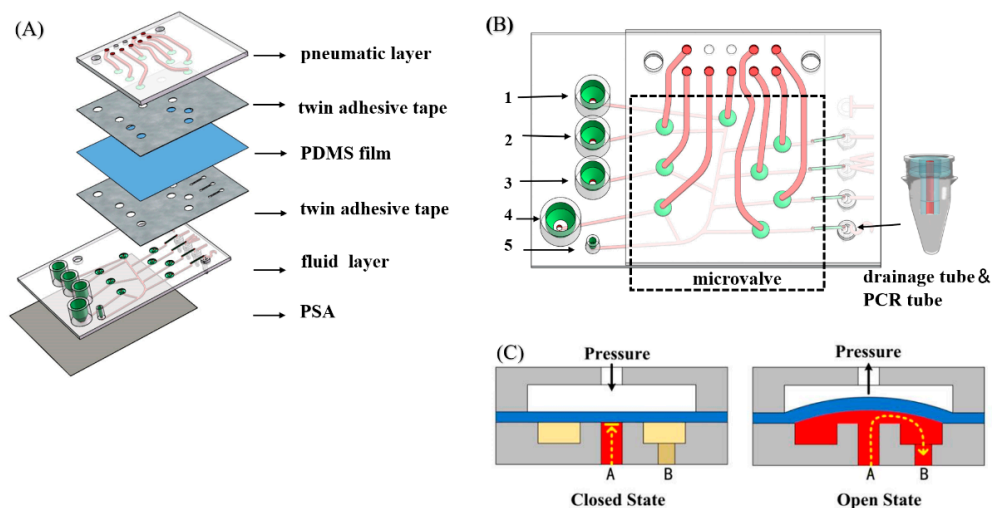 (A)
pneumatic layer
twin adhesive tape
PDMS film
twin adhesive tape
fluid layer
PSA
(B)
1
2
3
4
5
microvalve
drainage tube &
PCR tube
(C)
Pressure
A
B
Closed State
Pressure
A
B
Open State